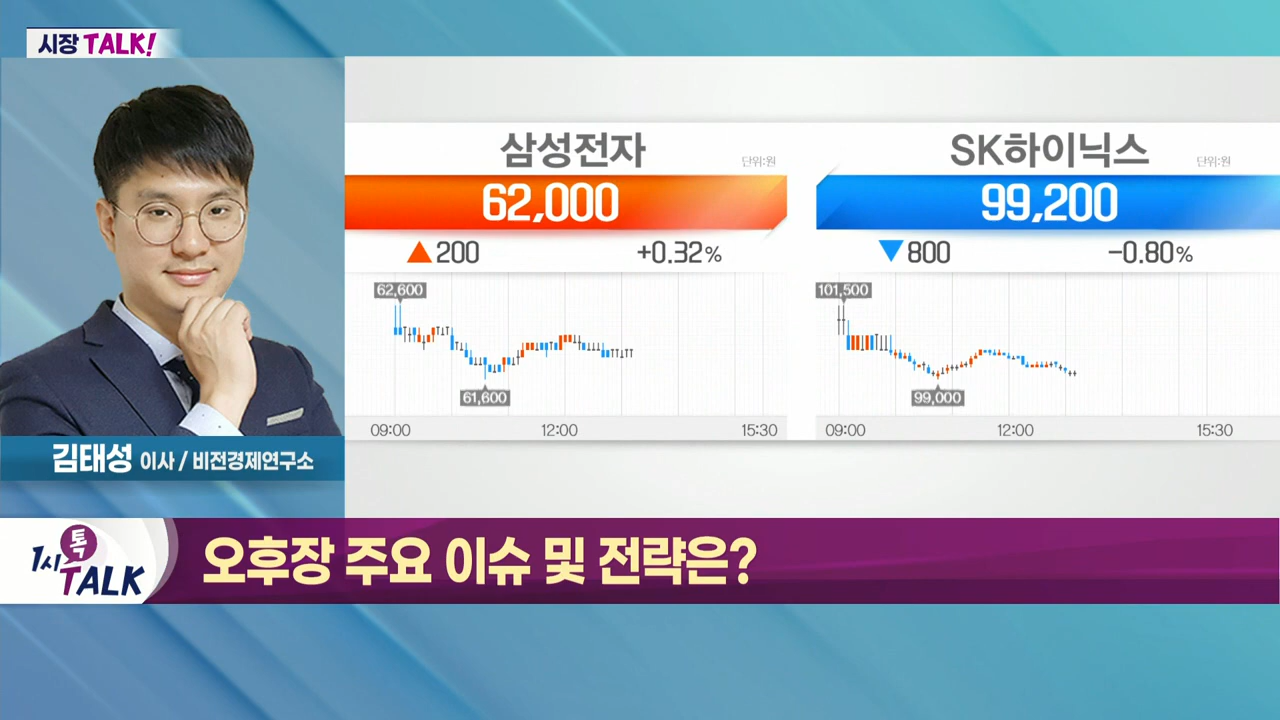 시장 TALK!
삼성전자
단위:원
62,000
▲200
+0.32%
62,600
61,600
09:00
12:00
15:30
SK하이닉스
단위:원
99,200
▼800
-0.80%
101,500
99,000
09:00
12:00
15:30
김태성 이사 / 비전경제연구소
1시 톡 TALK
오후장 주요 이슈 및 전략은?